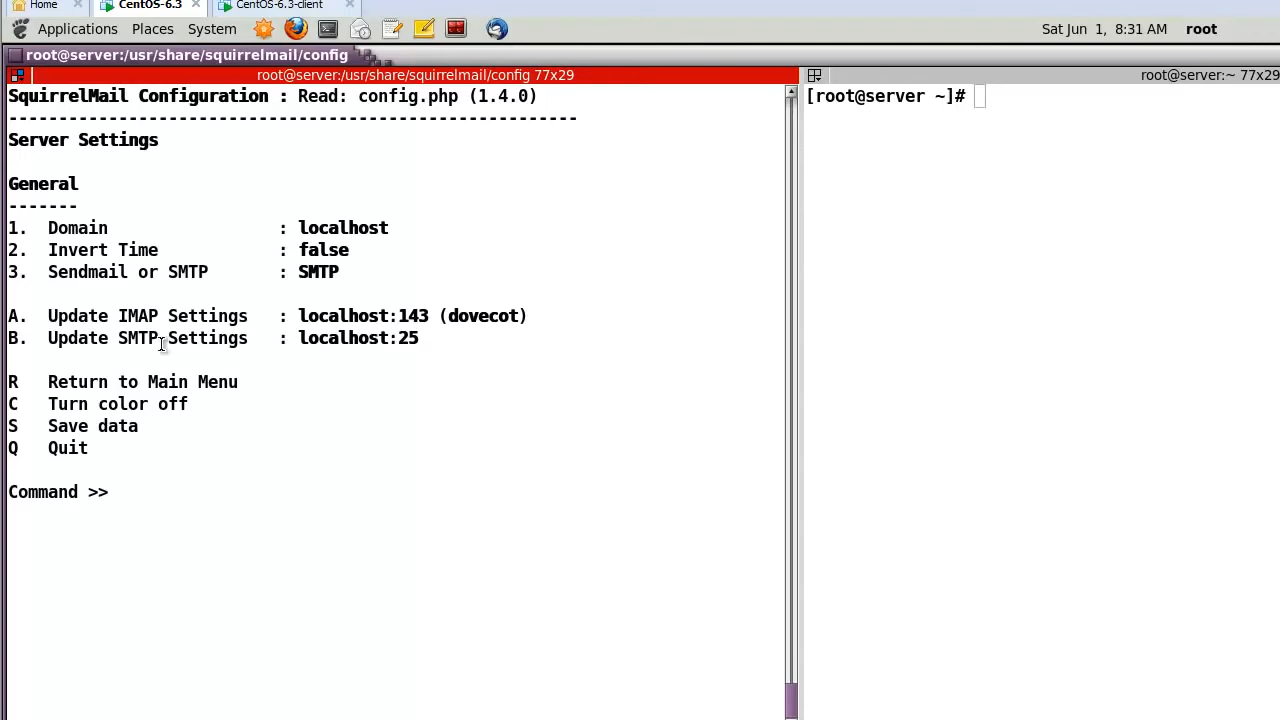 Home
CentOS-6.3
CentOS-6.3-client
Applications Places System
Sat Jun 1, 8:31 AM root
root@server:/usr/share/squirrelmail/config
root@server:/usr/share/squirrelmail/config 77x29
root@server:~ 77x29
SquirrelMail Configuration : Read: config.php (1.4.0)
---------------------------------------------------------
Server Settings
General
-------
1.  Domain                 : localhost
2.  Invert Time            : false
3.  Sendmail or SMTP       : SMTP
A.  Update IMAP Settings   : localhost:143 (dovecot)
B.  Update SMTP Settings   : localhost:25
R   Return to Main Menu
C   Turn color off
S   Save data
Q   Quit
Command >>
[root@server ~]#